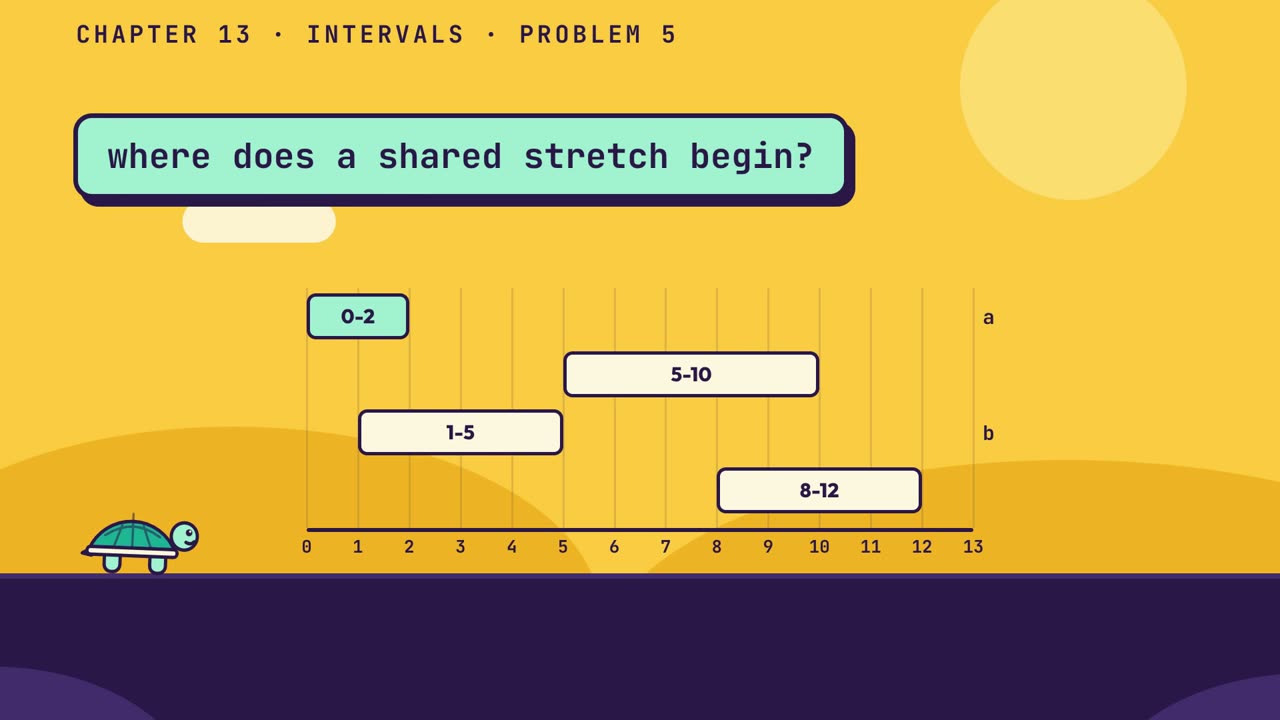 CHAPTER 13 · INTERVALS · PROBLEM 5
where does a shared stretch begin?
0-2
a
5-10
1-5
b
8-12
0 1 2 3 4 5 6 7 8 9 10 11 12 13